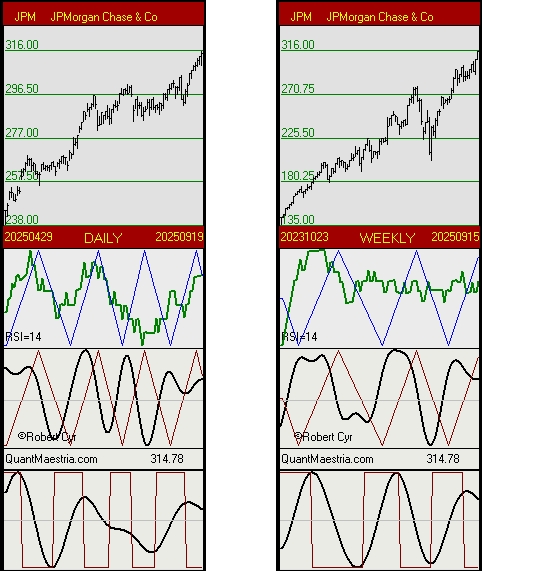 JPM JPMorgan Chase & Co
316.00
296.50
277.00
257.50
238.00
20250429 DAILY 20250919
RSI=14
©Robert Cyr
QuantMaestria.com 314.78
JPM JPMorgan Chase & Co
316.00
270.75
225.50
180.25
135.00
20231023 WEEKLY 20250915
RSI=14
©Robert Cyr
QuantMaestria.com 314.78